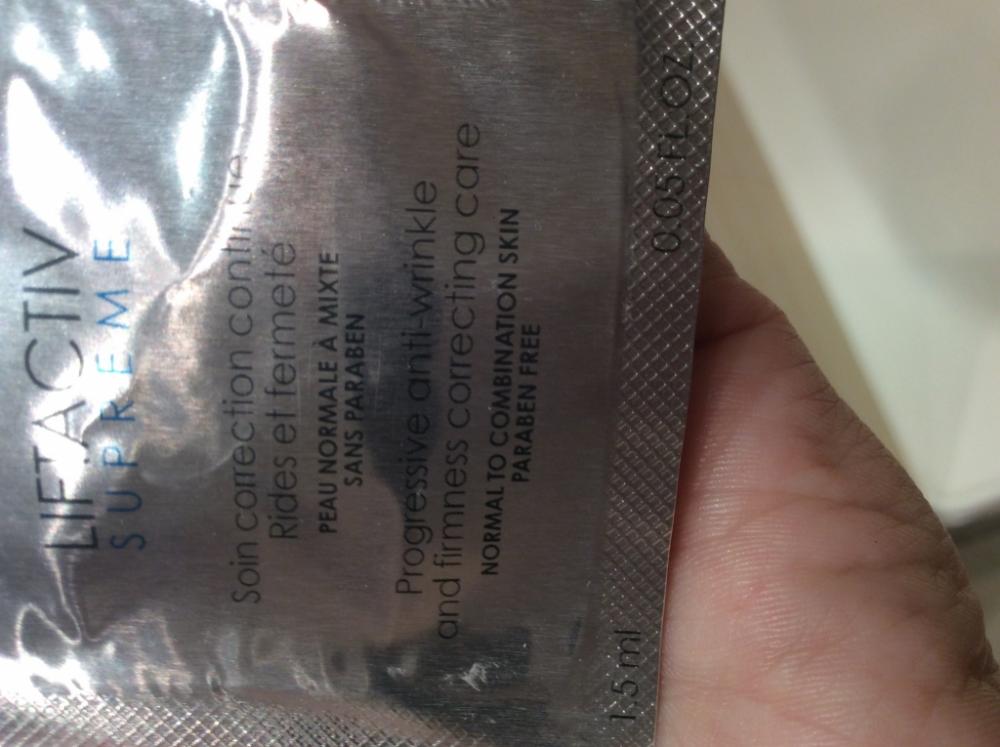 LIFTACTIV
SUPREME
Soin correction continue
Rides et fermeté
PEAU NORMALE À MIXTE
SANS PARABEN
Progressive anti-wrinkle
and firmness correcting care
NORMAL TO COMBINATION SKIN
PARABEN FREE
1.5 ml 0.05 FL.OZ.